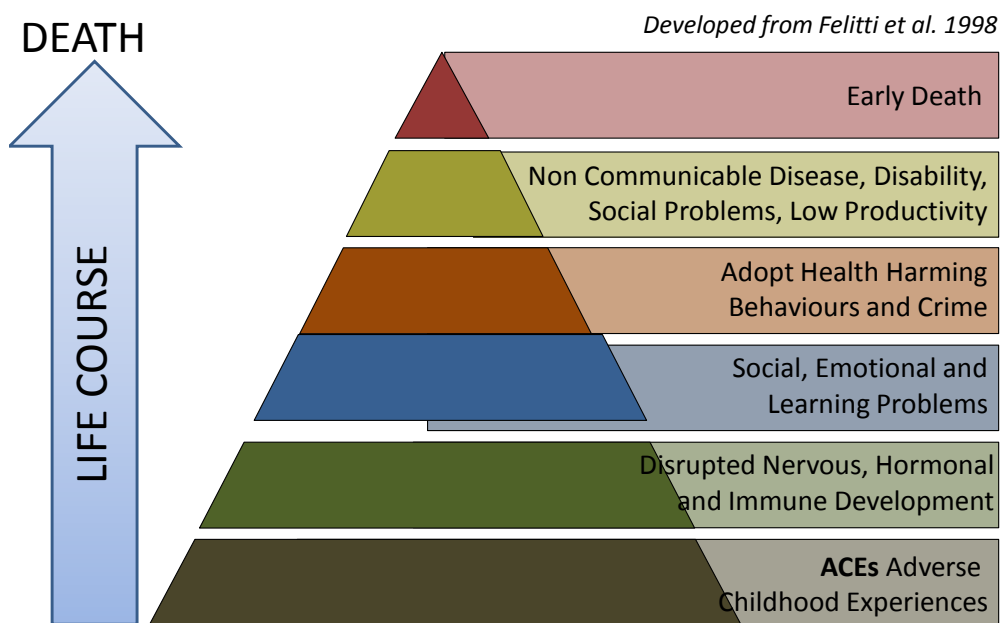 DEATH
Developed from Felitti et al. 1998
Early Death
Non Communicable Disease, Disability,
Social Problems, Low Productivity
Adopt Health Harming
Behaviours and Crime
Social, Emotional and
Learning Problems
Disrupted Nervous, Hormonal
and Immune Development
ACEs Adverse
Childhood Experiences
LIFE COURSE